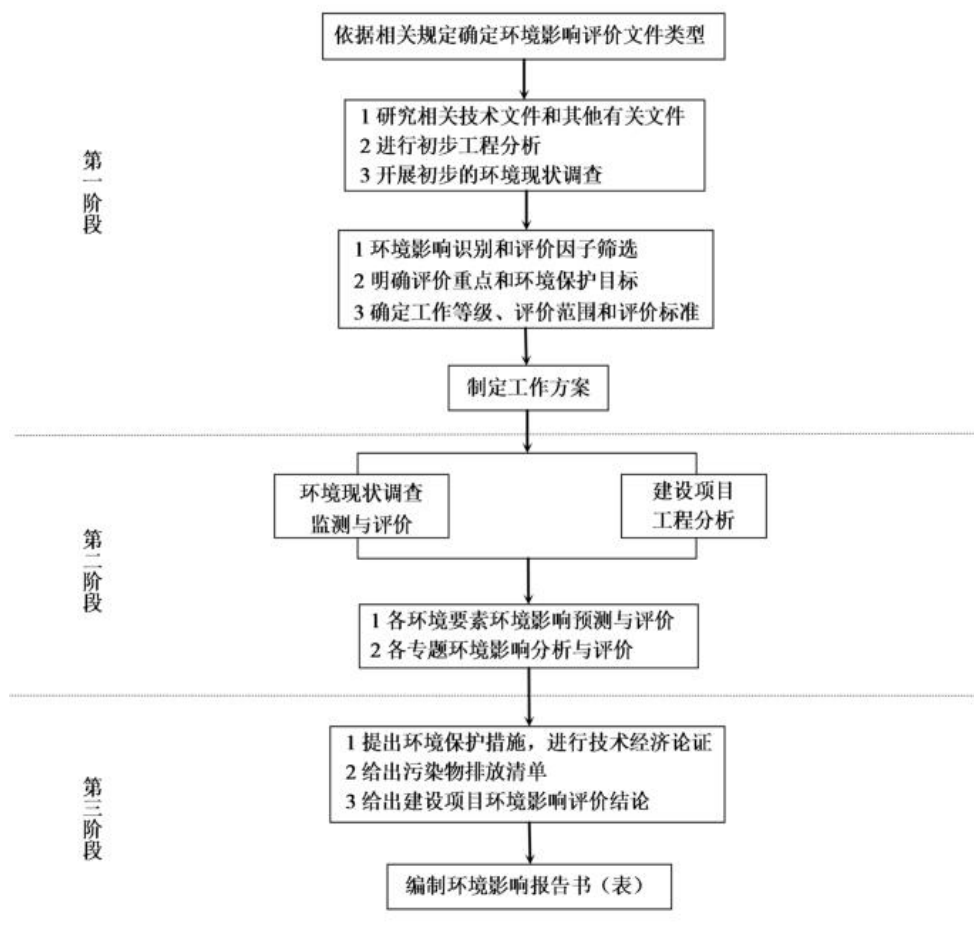 依据相关规定确定环境影响评价文件类型
第一阶段
1 研究相关技术文件和其他有关文件
2 进行初步工程分析
3 开展初步的环境现状调查
1 环境影响识别和评价因子筛选
2 明确评价重点和环境保护目标
3 确定工作等级、评价范围和评价标准
制定工作方案
第二阶段
环境现状调查
监测与评价
建设项目
工程分析
1 各环境要素环境影响预测与评价
2 各专题环境影响分析与评价
第三阶段
1 提出环境保护措施，进行技术经济论证
2 给出污染物排放清单
3 给出建设项目环境影响评价结论
编制环境影响报告书（表）